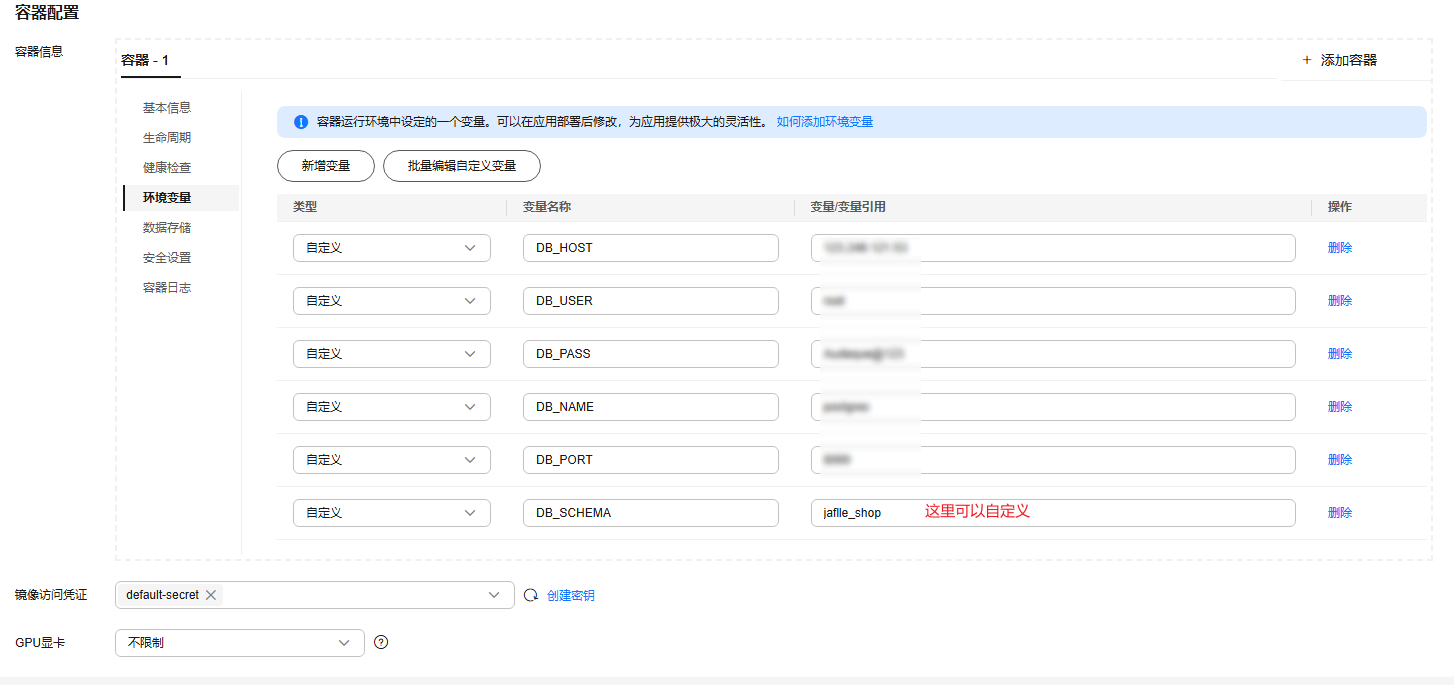 容器配置
容器信息
容器 - 1
+ 添加容器
基本信息
生命周期
健康检查
环境变量
数据存储
安全设置
容器日志
容器运行环境中设定的一个变量。可以在应用部署后修改，为应用提供极大的灵活性。 如何添加环境变量
新增变量 批量编辑自定义变量
类型 变量名称 变量/变量引用 操作
自定义 DB_HOST 删除
自定义 DB_USER 删除
自定义 DB_PASS 删除
自定义 DB_NAME 删除
自定义 DB_PORT 删除
自定义 DB_SCHEMA jaflle_shop 这里可以自定义 删除
镜像访问凭证 default-secret 创建密钥
GPU显卡 不限制